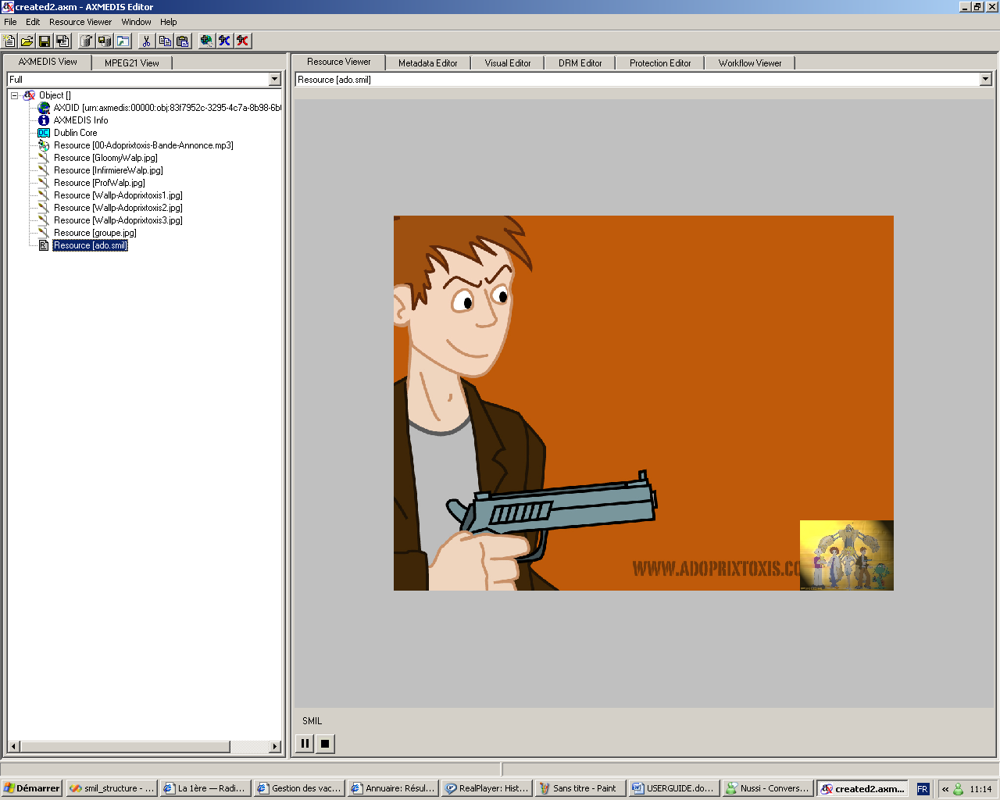 created2.axm - AXMEDIS Editor
File Edit Resource Viewer Window Help
AXMEDIS View MPEG21 View
Full
Object []
AXOID [urn:axmedis:00000:obj:83f7952c-3295-4c7a-8b98-6b
AXMEDIS Info
DC Dublin Core
Resource [00-Adoprixtoxis-Bande-Annonce.mp3]
Resource [GloomyWalp.jpg]
Resource [InfirmiereWalp.jpg]
Resource [ProfWalp.jpg]
Resource [Wallp-Adoprixtoxis1.jpg]
Resource [Wallp-Adoprixtoxis2.jpg]
Resource [Wallp-Adoprixtoxis3.jpg]
Resource [groupe.jpg]
Resource [ado.smil]
Resource Viewer Metadata Editor Visual Editor DRM Editor Protection Editor Workflow Viewer
Resource [ado.smil]
WWW.ADOPRIXTOXIS.CO
SMIL
Démarrer smil_structure - ... La 1ère — Radi... Gestion des vac... Annuaire: Résul... RealPlayer: Hist... Sans titre - Paint USERGUIDE.do... Nussi - Convers... created2.axm... FR « 11:14